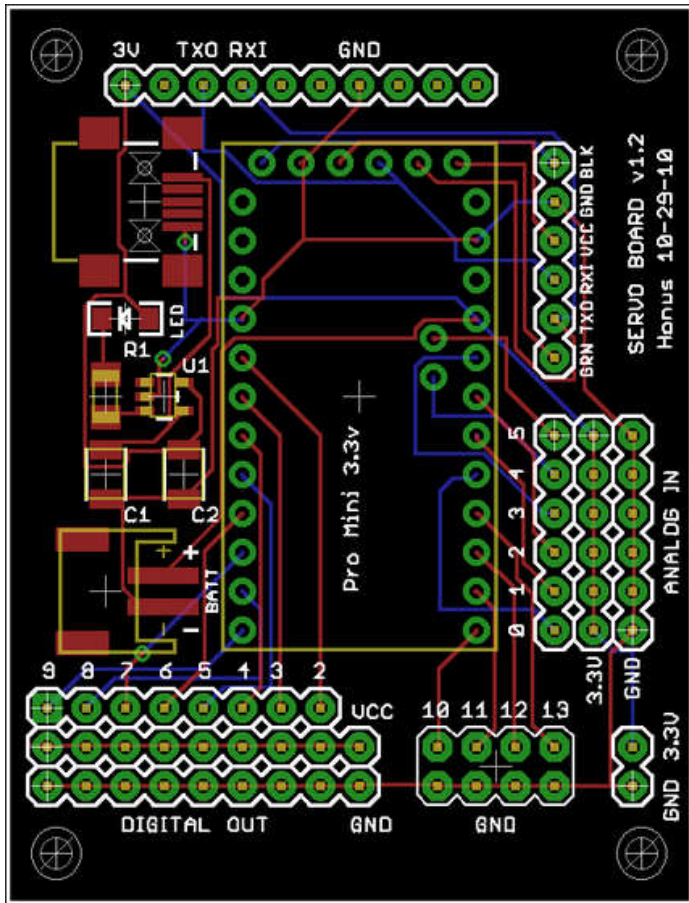 3V TXO RXI GND
SERVO BOARD v1.2
Honus 10-29-10
BLK
GND
VCC
RXI
TXO
GRN
LED
R1
U1
C1 C2
+
BATT
-
Pro Mini 3.3v
5
4
3
2
1
0
ANALOG IN
3.3V
GND
9 8 7 6 5 4 3 2
VCC
10 11 12 13
GND 3.3V
DIGITAL OUT GND
GND